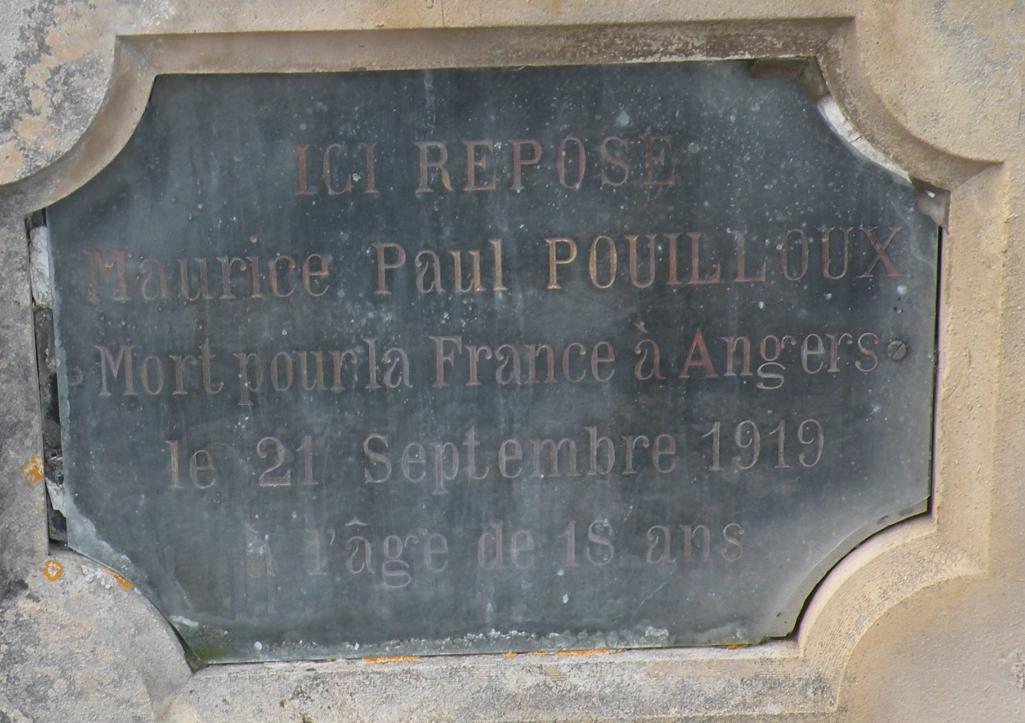 ICI REPOSE
Maurice Paul POUILLOUX
Mort pour la France à Angers
le 21 Septembre 1919
à l'âge de 18 ans